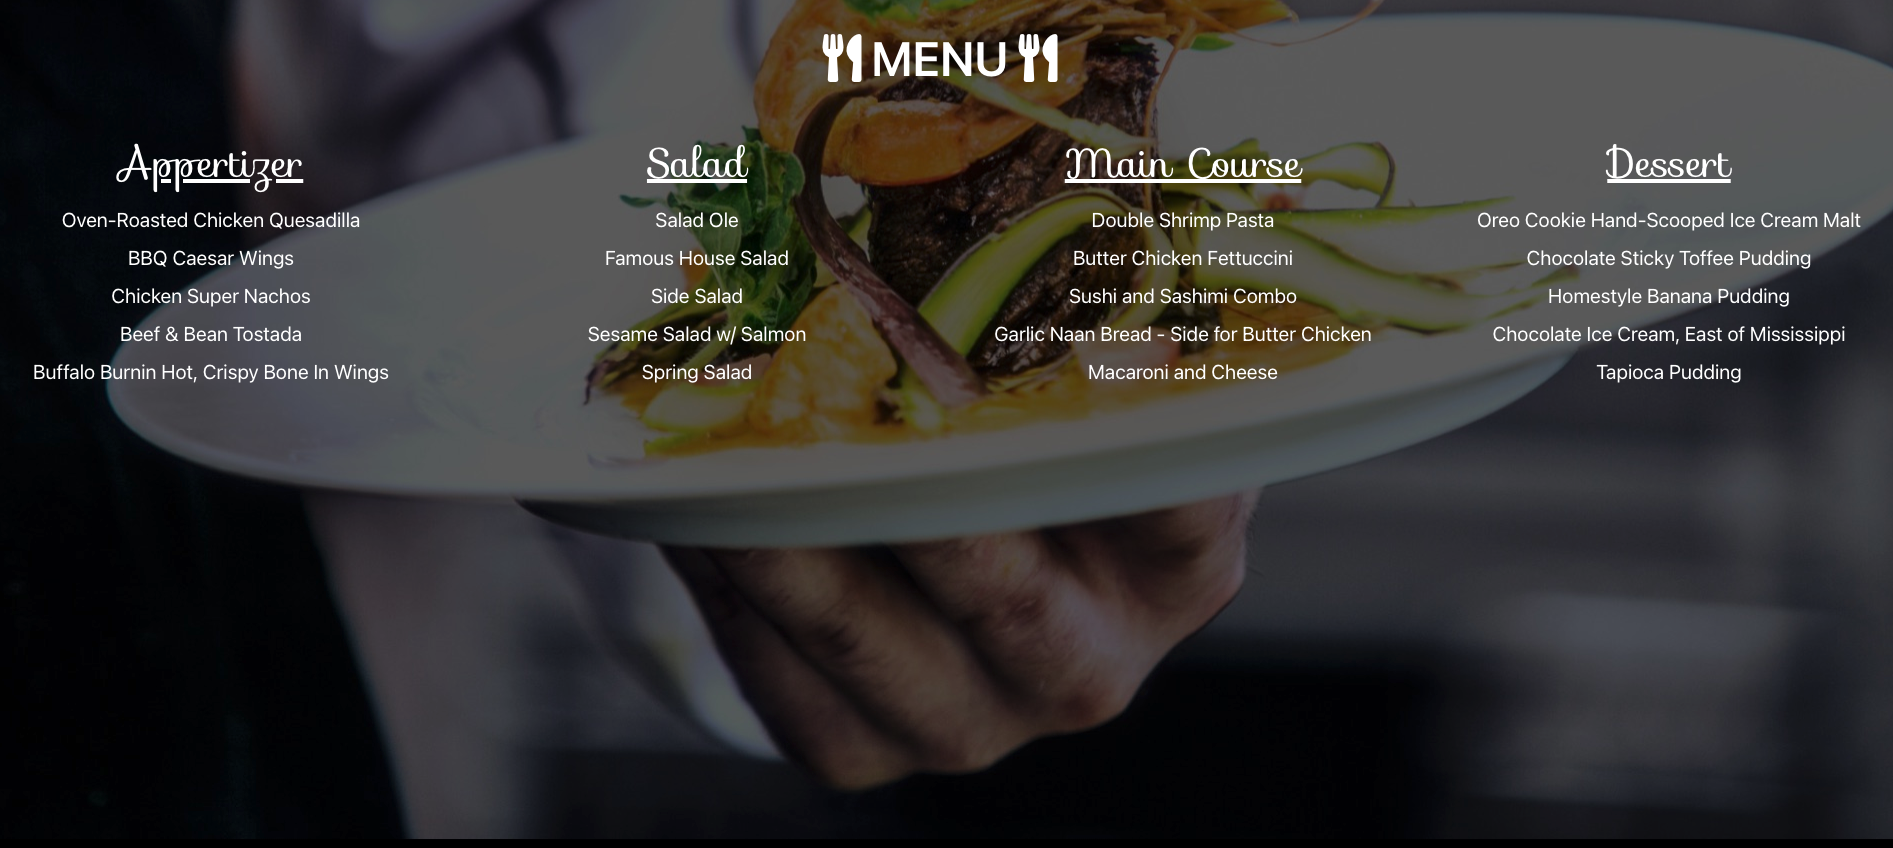 MENU
Appertizer
Oven-Roasted Chicken Quesadilla
BBQ Caesar Wings
Chicken Super Nachos
Beef & Bean Tostada
Buffalo Burnin Hot, Crispy Bone In Wings
Salad
Salad Ole
Famous House Salad
Side Salad
Sesame Salad w/ Salmon
Spring Salad
Main Course
Double Shrimp Pasta
Butter Chicken Fettuccini
Sushi and Sashimi Combo
Garlic Naan Bread - Side for Butter Chicken
Macaroni and Cheese
Dessert
Oreo Cookie Hand-Scooped Ice Cream Malt
Chocolate Sticky Toffee Pudding
Homestyle Banana Pudding
Chocolate Ice Cream, East of Mississippi
Tapioca Pudding